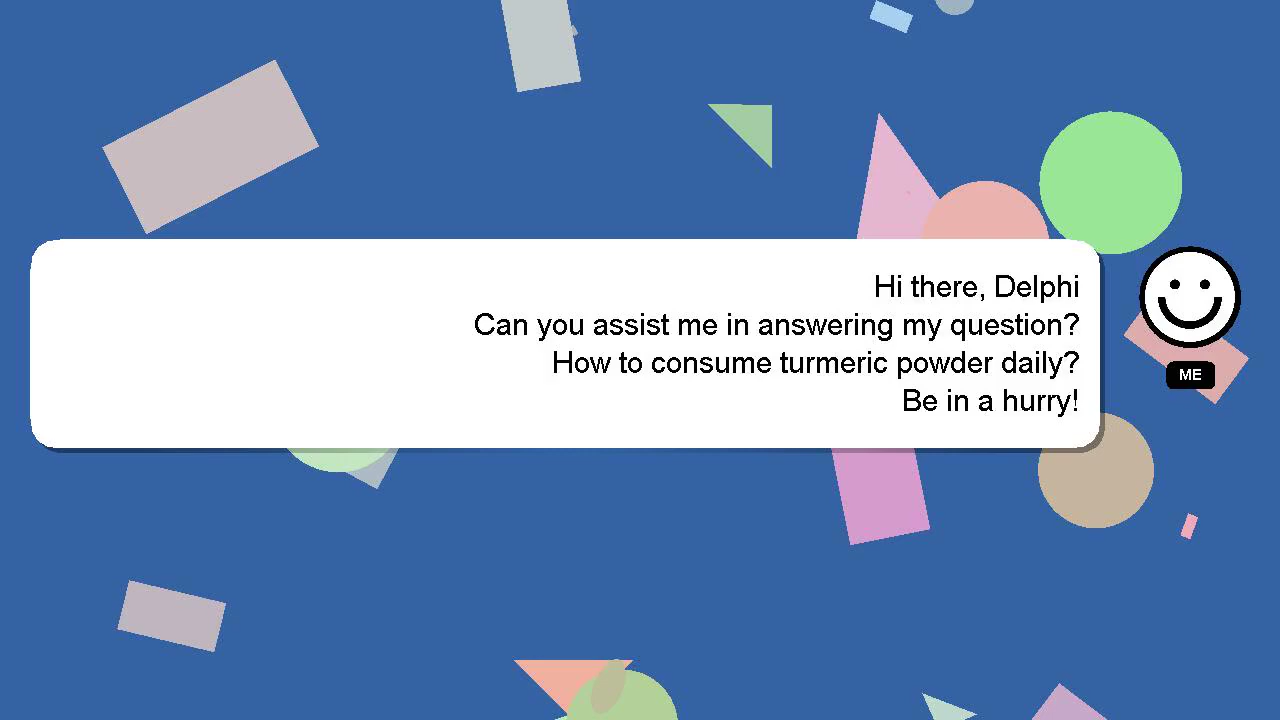 Hi there, Delphi
Can you assist me in answering my question?
How to consume turmeric powder daily?
Be in a hurry!
ME